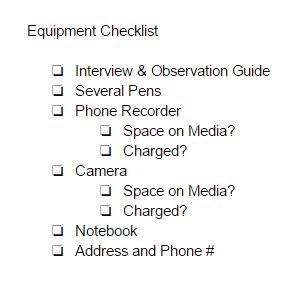 Equipment Checklist
❏ Interview & Observation Guide
❏ Several Pens
❏ Phone Recorder
❏ Space on Media?
❏ Charged?
❏ Camera
❏ Space on Media?
❏ Charged?
❏ Notebook
❏ Address and Phone #